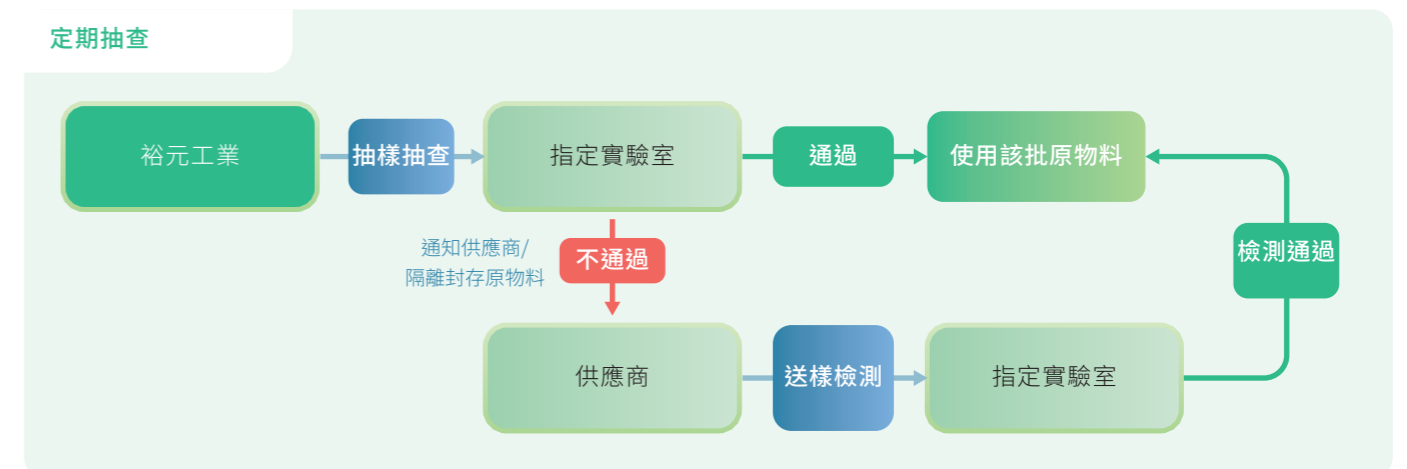 定期抽查
裕元工業
抽樣抽查
指定實驗室
通過
使用該批原物料
通知供應商/
隔離封存原物料
不通過
檢測通過
供應商
送樣檢測
指定實驗室